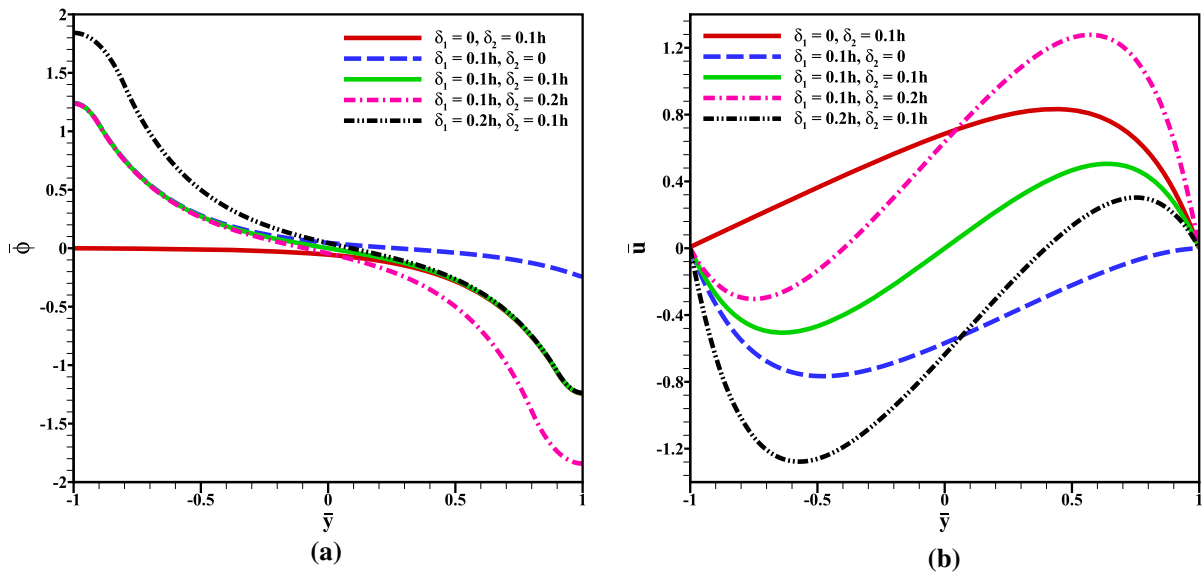 2
1.5
1
0.5
0
-0.5
-1
-1.5
-2
ϕ̅
-1
-0.5
0
0.5
1
y̅
δ₁ = 0, δ₂ = 0.1h
δ₁ = 0.1h, δ₂ = 0
δ₁ = 0.1h, δ₂ = 0.1h
δ₁ = 0.1h, δ₂ = 0.2h
δ₁ = 0.2h, δ₂ = 0.1h
(a)
1.2
0.8
0.4
0
-0.4
-0.8
-1.2
u̅
-1
-0.5
0
0.5
1
y̅
δ₁ = 0, δ₂ = 0.1h
δ₁ = 0.1h, δ₂ = 0
δ₁ = 0.1h, δ₂ = 0.1h
δ₁ = 0.1h, δ₂ = 0.2h
δ₁ = 0.2h, δ₂ = 0.1h
(b)